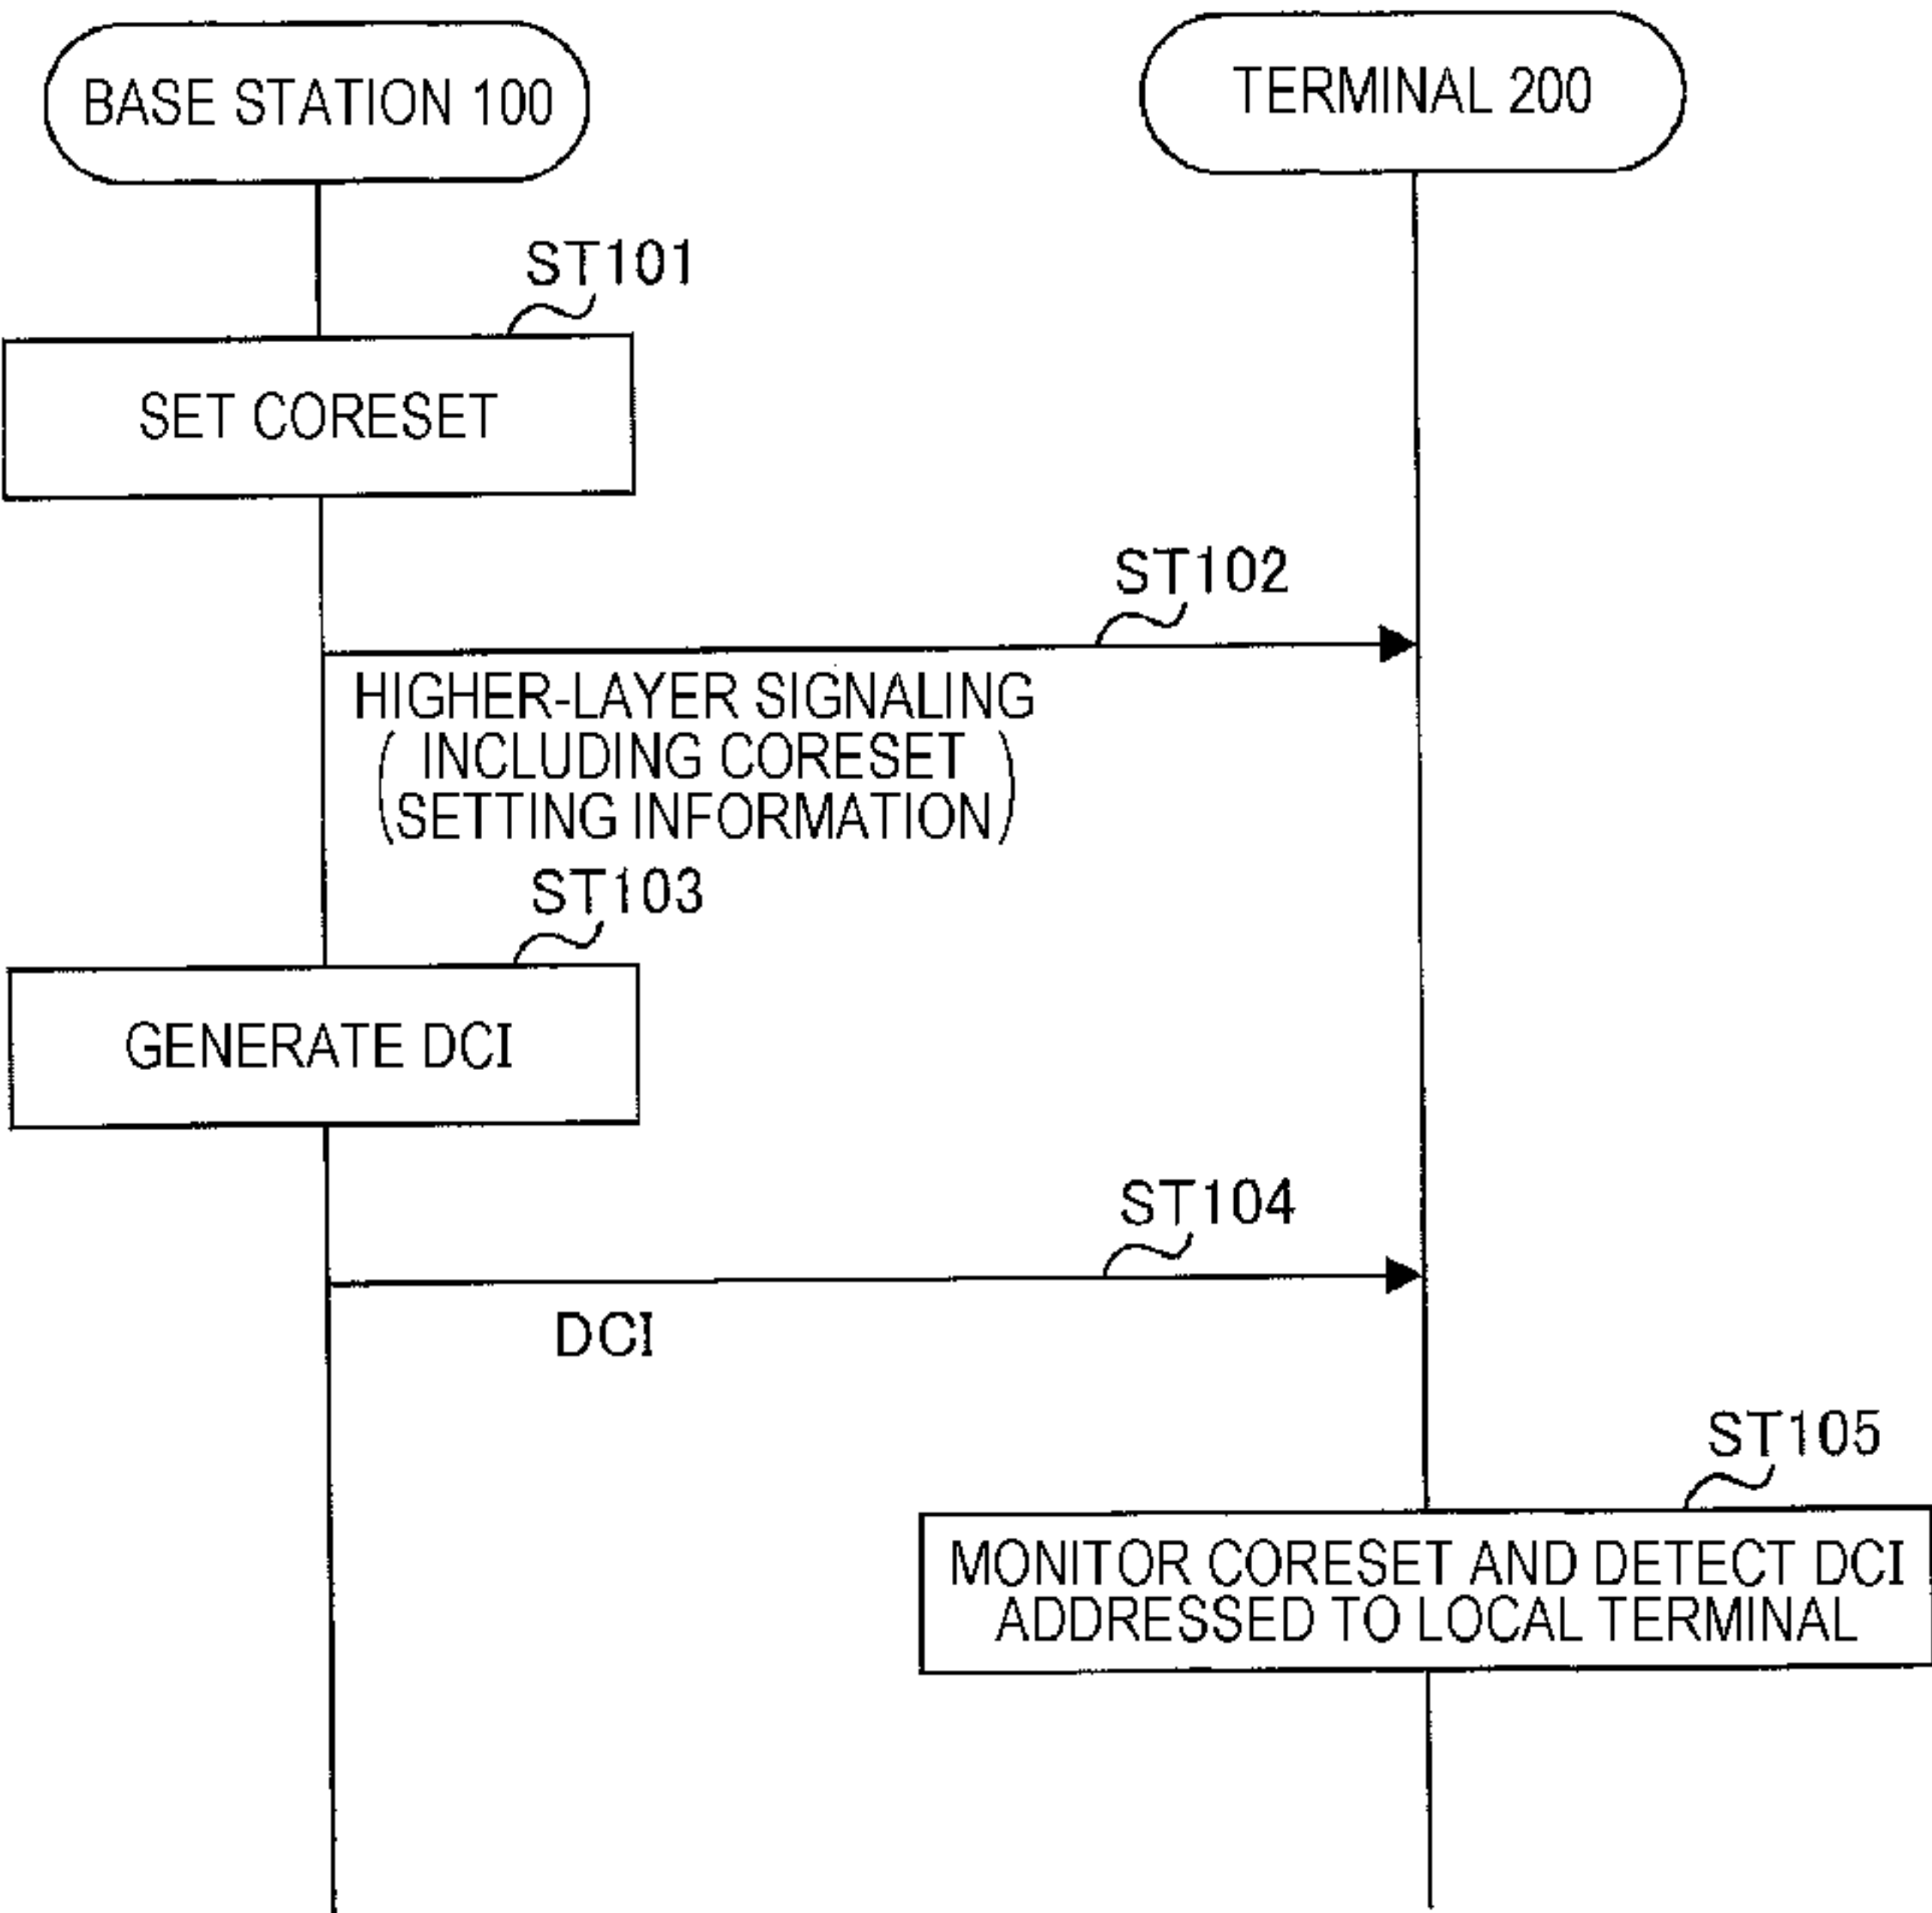 BASE STATION 100
TERMINAL 200
ST101
SET CORESET
ST102
HIGHER-LAYER SIGNALING
( INCLUDING CORESET
SETTING INFORMATION )
ST103
GENERATE DCI
ST104
DCI
ST105
MONITOR CORESET AND DETECT DCI
ADDRESSED TO LOCAL TERMINAL